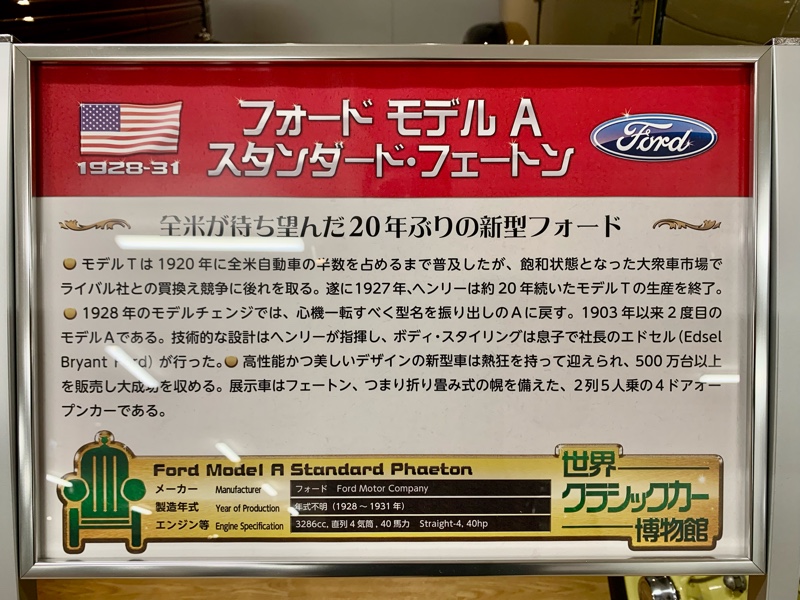 フォード モデル A
1928-31
スタンダード・フェートン
Ford
全米が待ち望んだ20年ぶりの新型フォード
●モデルTは1920年に全米自動車の半数を占めるまで普及したが、飽和状態となった大衆車市場で
ライバル社との買換え競争に後れを取る。遂に1927年、ヘンリーは約20年続いたモデルTの生産を終了。
●1928年のモデルチェンジでは、心機一転すべく型名を振り出しのAに戻す。1903年以来2度目の
モデルAである。技術的な設計はヘンリーが指揮し、ボディ・スタイリングは息子で社長のエドセル(Edsel
Bryant Ford) が行った。●高性能かつ美しいデザインの新型車は熱狂を持って迎えられ、500万台以上
を販売し大成功を収める。展示車はフェートン、つまり折り畳み式の幌を備えた、2列5人乗の4ドアオー
プンカーである。
Ford Model A Standard Phaeton
メーカー Manufacturer フォード Ford Motor Company
製造年式 Year of Production 年式不明（1928～1931年）
エンジン等 Engine Specification 3286cc, 直列4気筒, 40馬力 Straight-4, 40hp
世界
クラシックカー
博物館